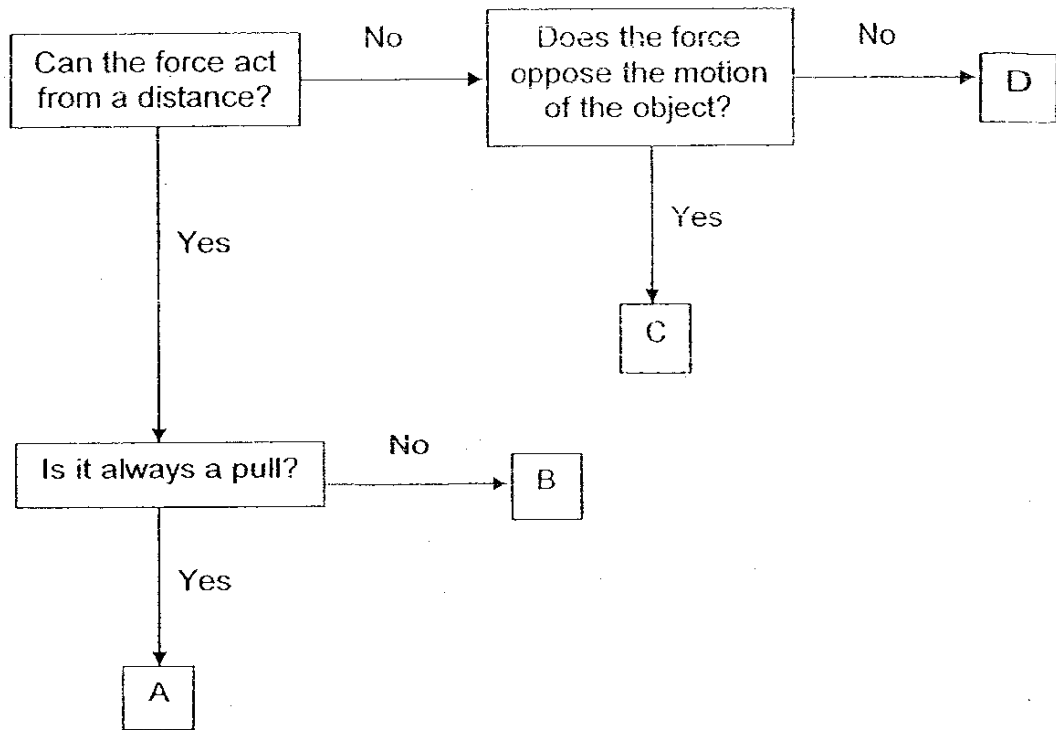 Can the force act
from a distance?
No
Does the force
oppose the motion
of the object?
No
D
Yes
Yes
C
Is it always a pull?
No
B
Yes
A